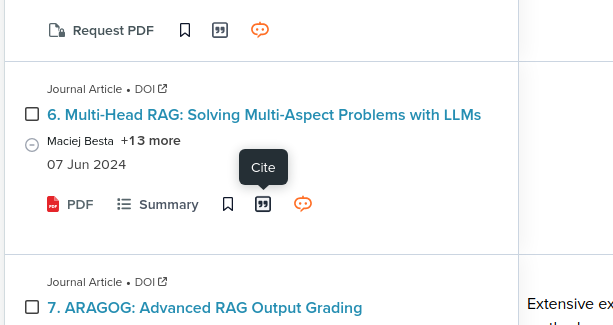 Request PDF
Journal Article • DOI
6. Multi-Head RAG: Solving Multi-Aspect Problems with LLMs
Maciej Besta +13 more
07 Jun 2024
Cite
PDF PDF Summary
Journal Article • DOI
7. ARAGOG: Advanced RAG Output Grading
Extensive ex